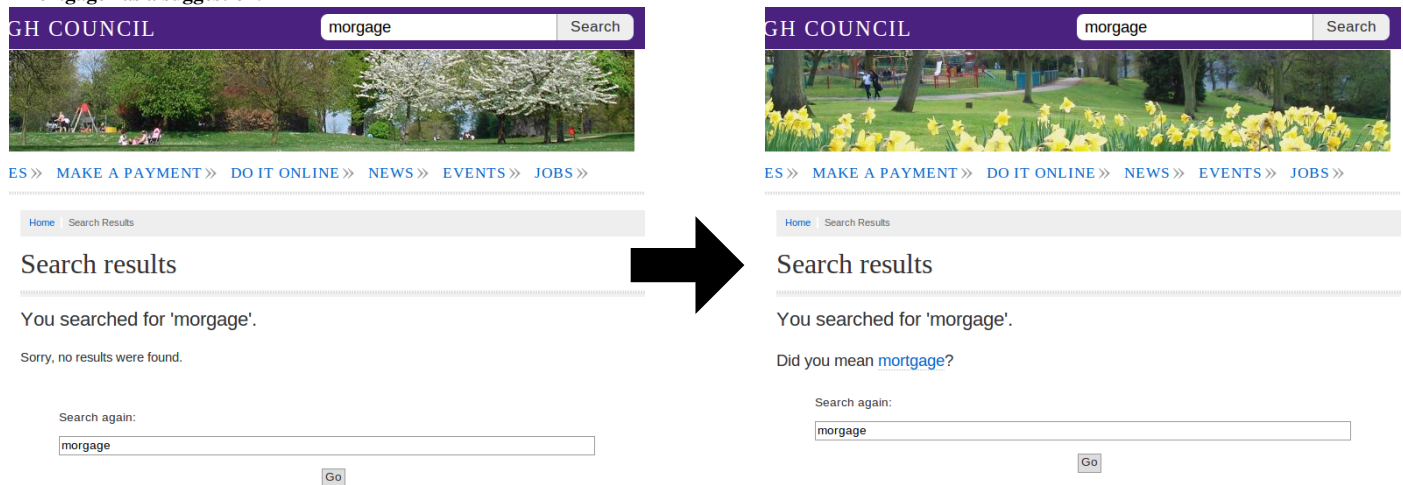 GH COUNCIL
morgage
Search
ES» MAKE A PAYMENT» DO IT ONLINE» NEWS» EVENTS» JOBS»
Home Search Results
Search results
You searched for 'morgage'.
Sorry, no results were found.
Search again:
morgage
Go
GH COUNCIL
morgage
Search
ES» MAKE A PAYMENT» DO IT ONLINE» NEWS» EVENTS» JOBS»
Home Search Results
Search results
You searched for 'morgage'.
Did you mean mortgage?
Search again:
morgage
Go